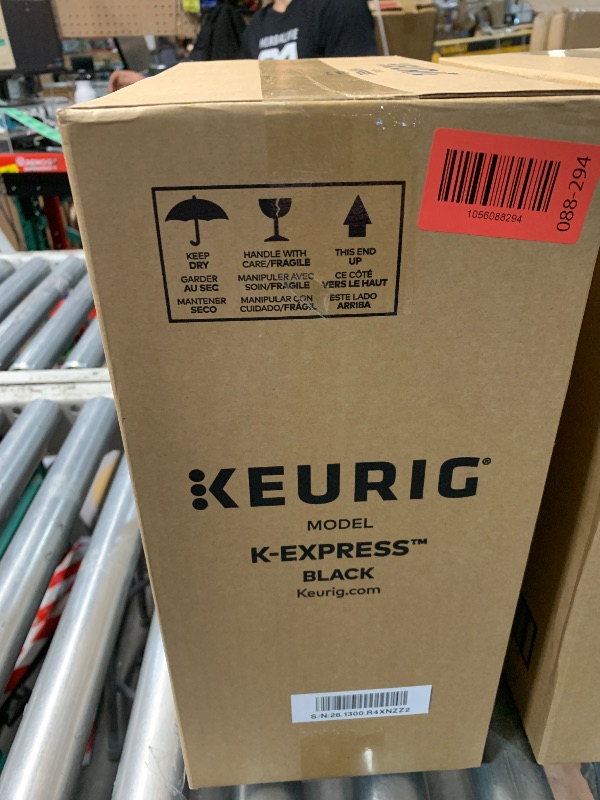 HERBALIFE
24
1056088294
088-294
KEEP
DRY
GARDER
AU SEC
MANTENER
SECO
HANDLE WITH
CARE/FRAGILE
MANIPULER AVEC
SOIN/FRAGILE
MANIPULAR CON
CUIDADO/FRÁGIL
THIS END
UP
CE CÔTÉ
VERS LE HAUT
ESTE LADO
ARRIBA
KEURIG®
MODEL
K-EXPRESS™
BLACK
Keurig.com
S/N:26.1300.R4XNZZ2